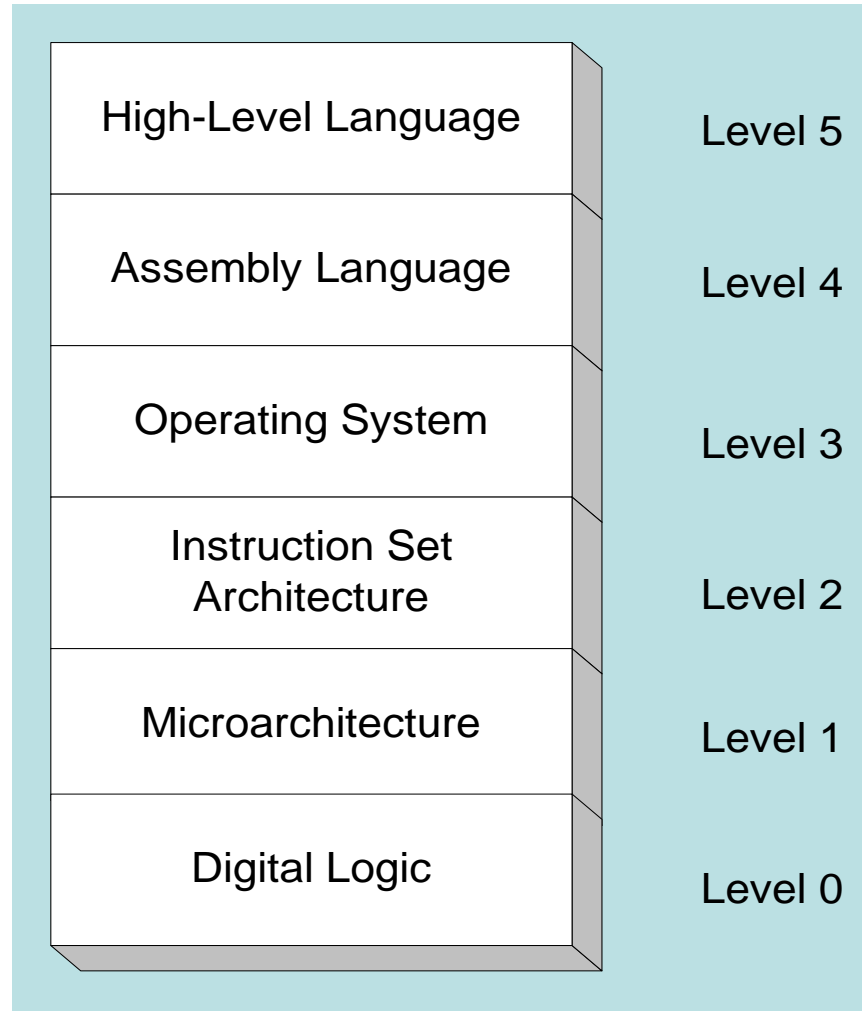 High-Level Language
Level 5
Assembly Language
Level 4
Operating System
Level 3
Instruction Set
Architecture
Level 2
Microarchitecture
Level 1
Digital Logic
Level 0